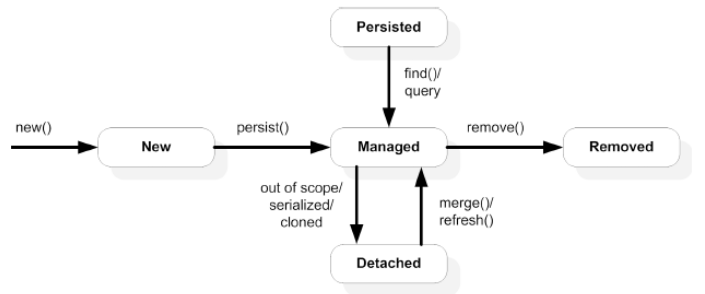 Persisted
find()/
query
new()
New
persist()
Managed
remove()
Removed
out of scope/
serialized/
cloned
merge()/
refresh()
Detached